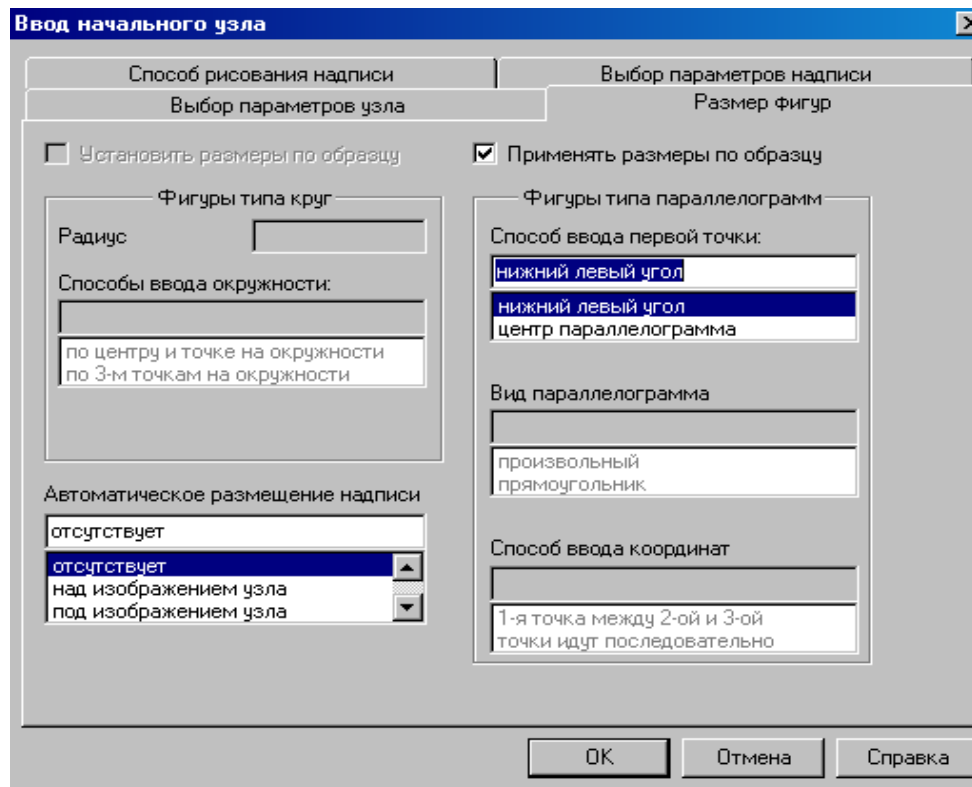 Ввод начального узла
Способ рисования надписи
Выбор параметров надписи
Выбор параметров узла
Размер фигур
Установить размеры по образцу
Применять размеры по образцу
Фигуры типа круг
Радиус
Способы ввода окружности:
по центру и точке на окружности
по 3-м точкам на окружности
Автоматическое размещение надписи
отсутствует
отсутствует
над изображением узла
под изображением узла
Фигуры типа параллелограмм
Способ ввода первой точки:
нижний левый угол
нижний левый угол
центр параллелограмма
Вид параллелограмма
произвольный
прямоугольник
Способ ввода координат
1-я точка между 2-ой и 3-ой
точки идут последовательно
OK
Отмена
Справка